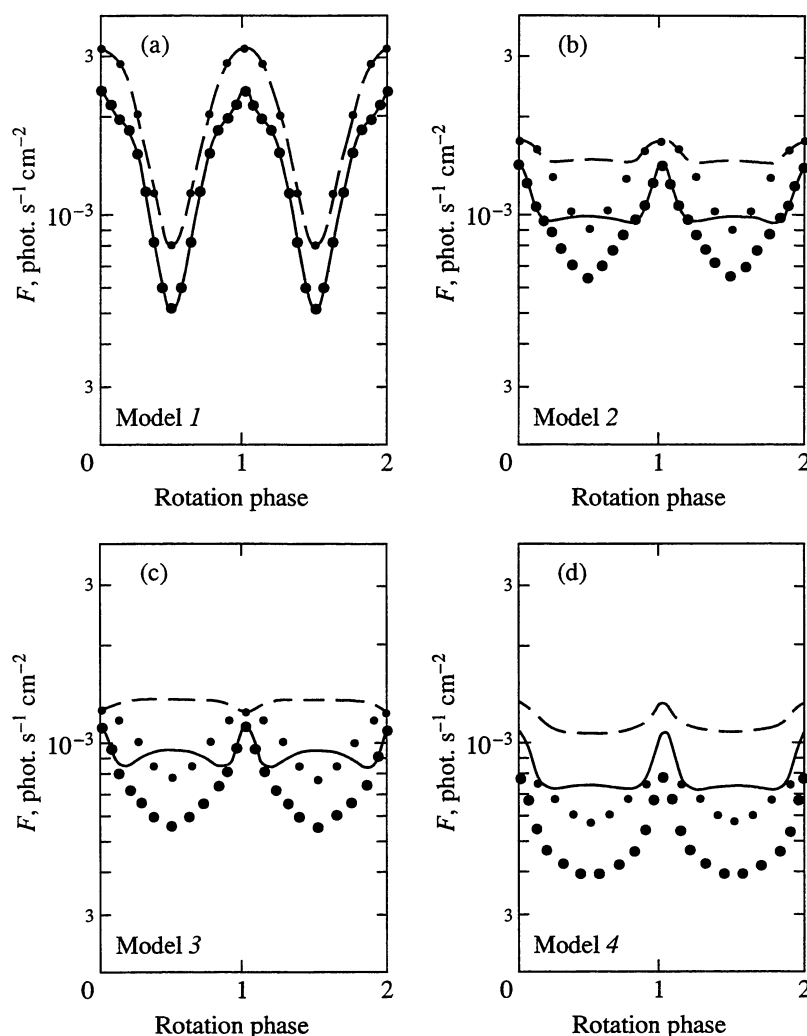 (a)
3
F, phot. s⁻¹ cm⁻²
10⁻³
3
Model 1
0 1 2
Rotation phase
(b)
3
F, phot. s⁻¹ cm⁻²
10⁻³
3
Model 2
0 1 2
Rotation phase
(c)
3
F, phot. s⁻¹ cm⁻²
10⁻³
3
Model 3
0 1 2
Rotation phase
(d)
3
F, phot. s⁻¹ cm⁻²
10⁻³
3
Model 4
0 1 2
Rotation phase